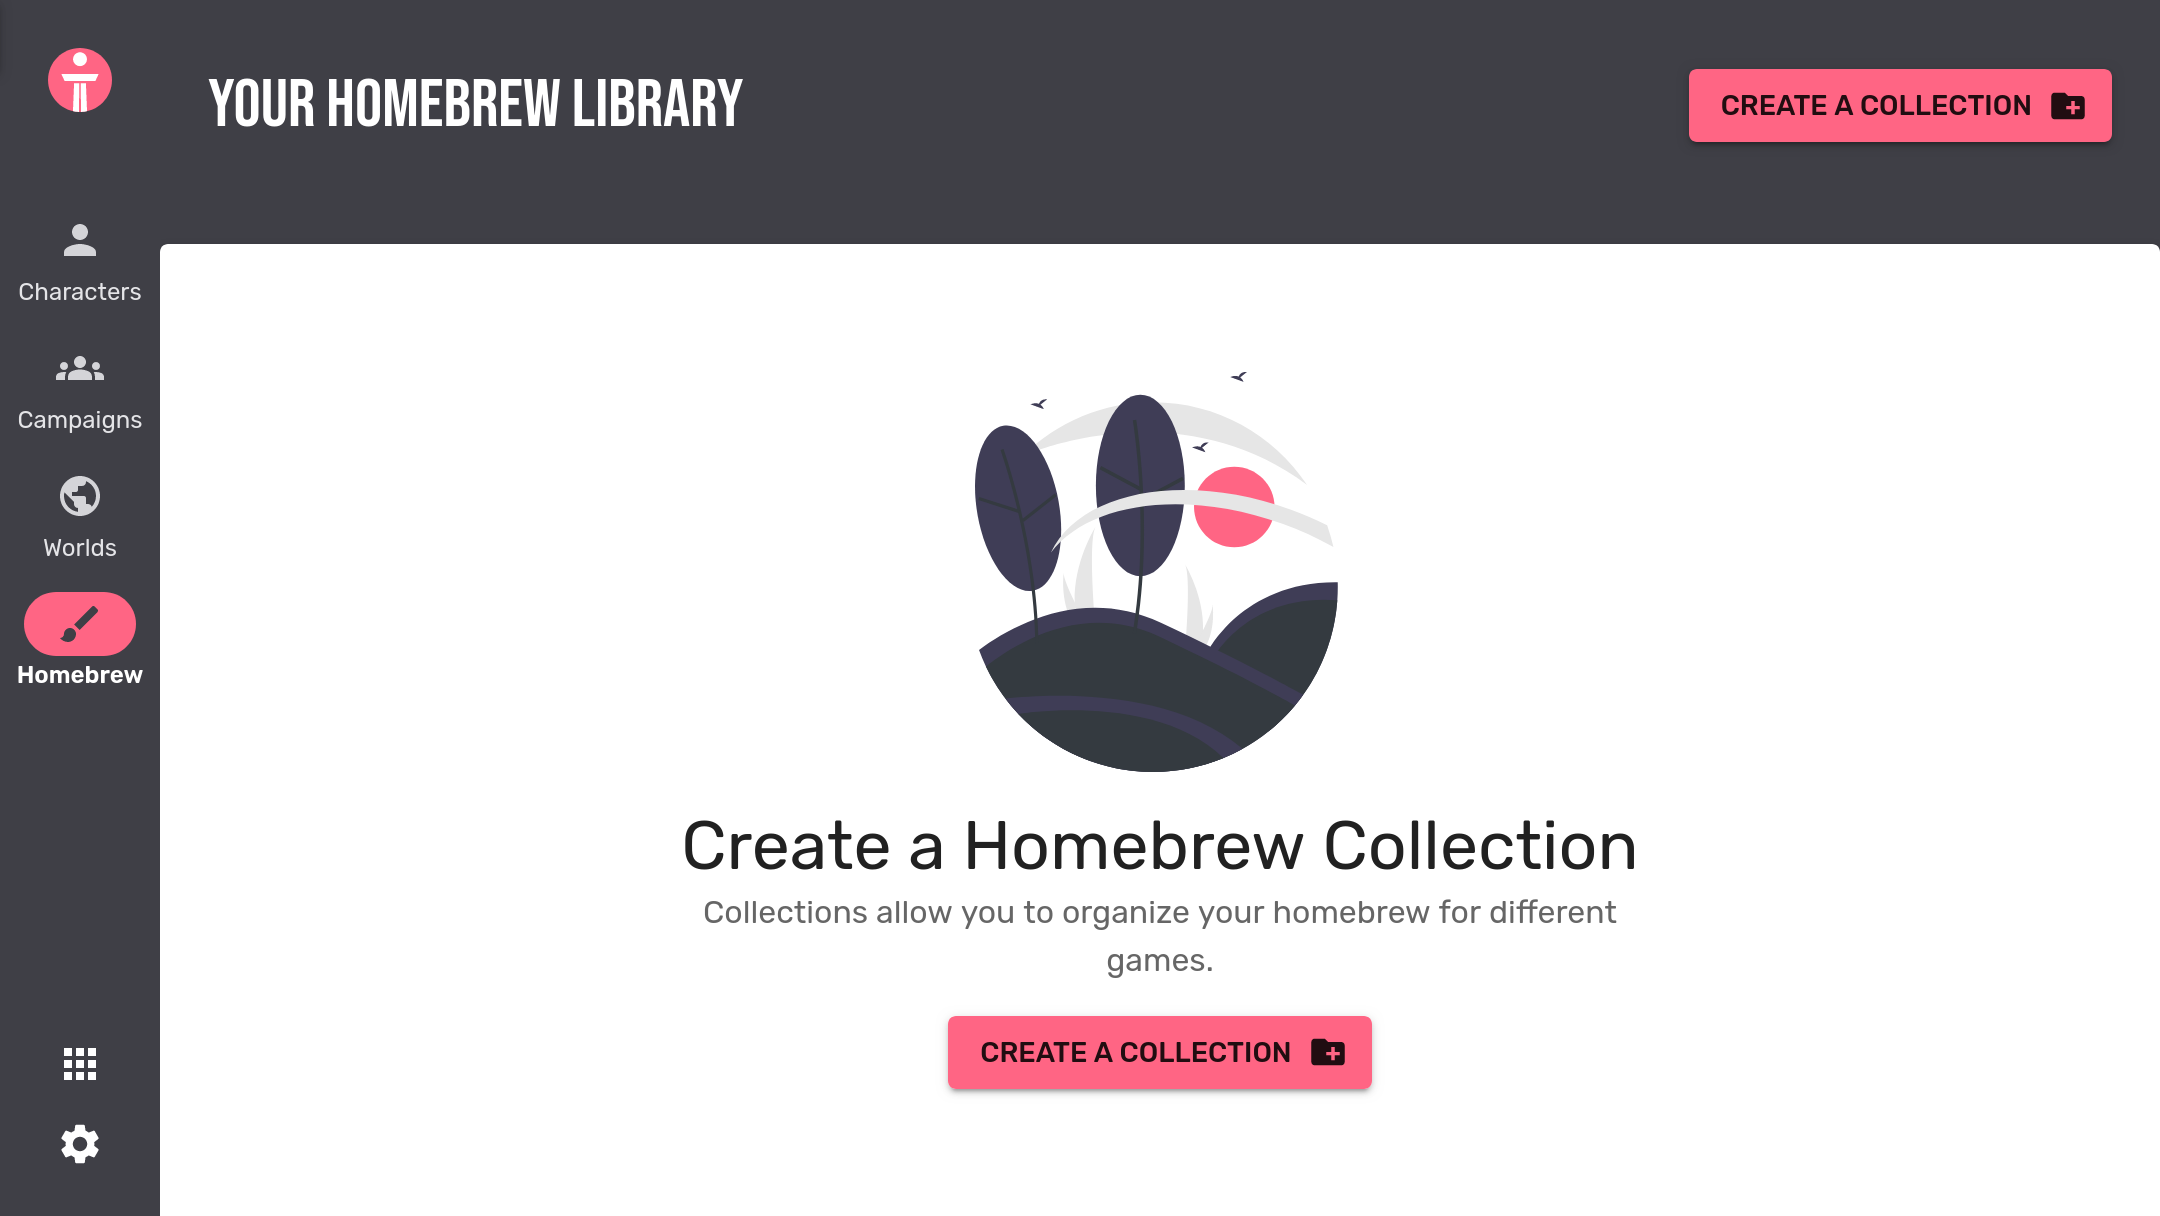 YOUR HOMEBREW LIBRARY
CREATE A COLLECTION
Characters
Campaigns
Worlds
Homebrew
Create a Homebrew Collection
Collections allow you to organize your homebrew for different
games.
CREATE A COLLECTION